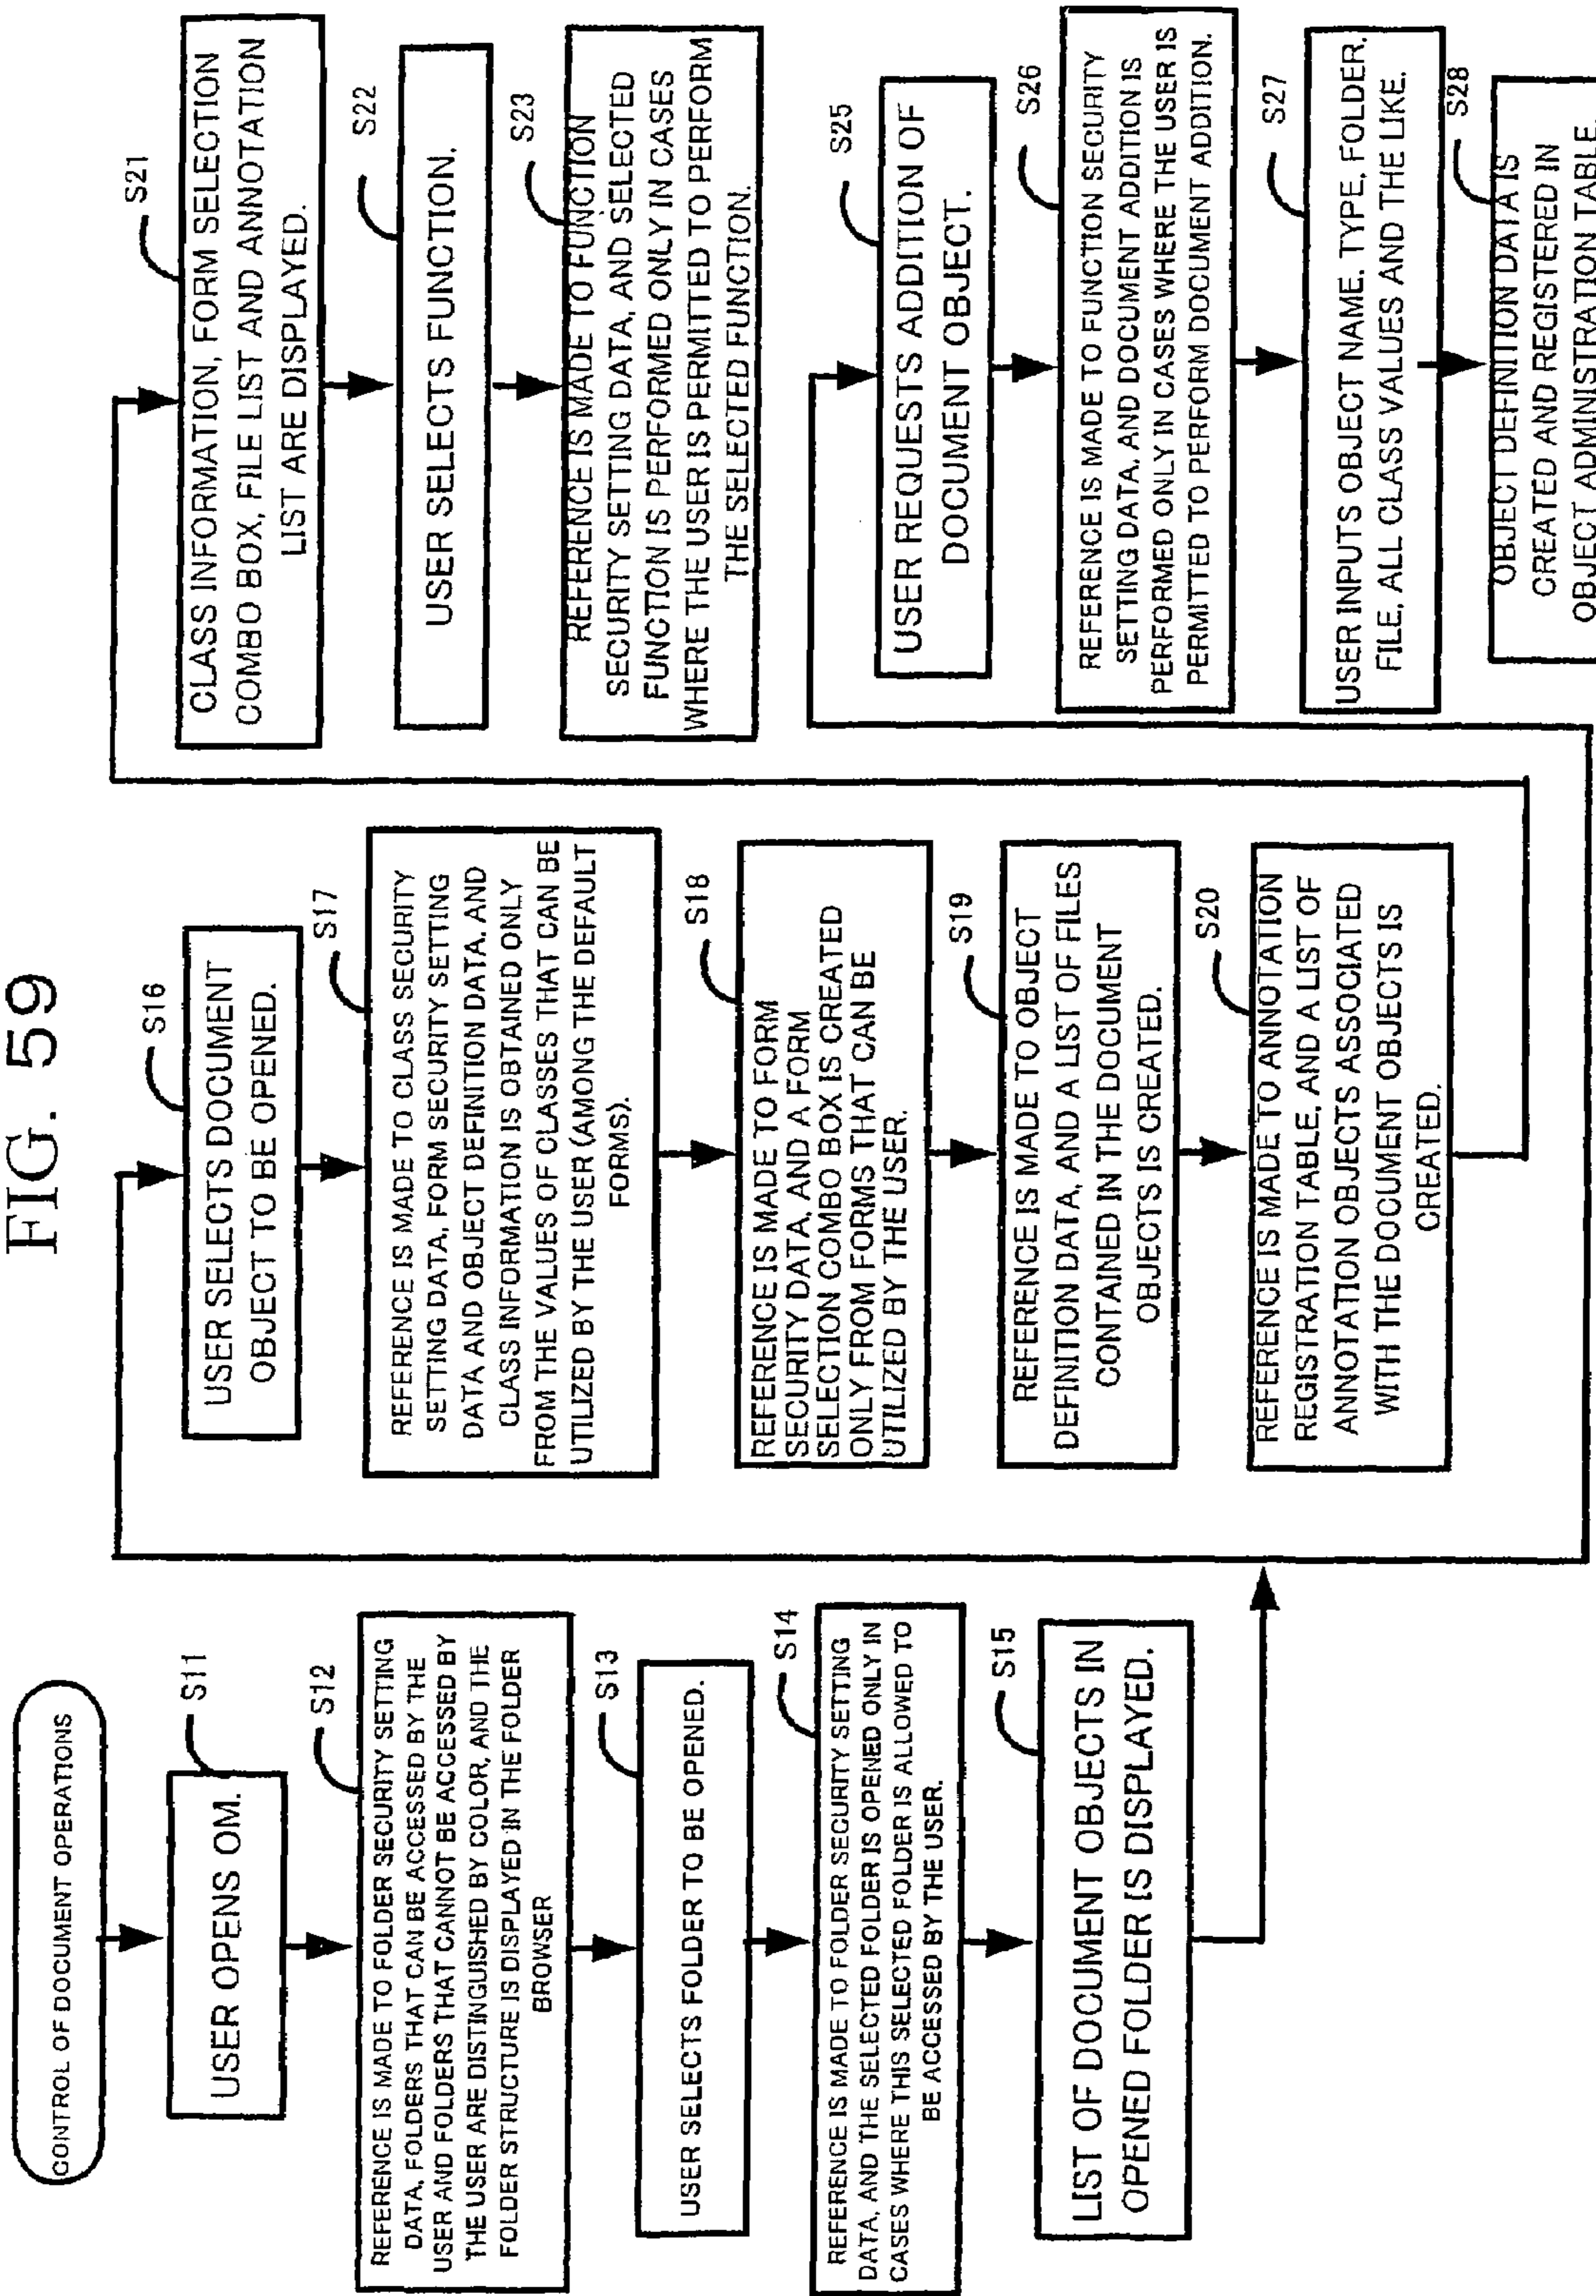 FIG. 59
CONTROL OF DOCUMENT OPERATIONS
S11
USER OPENS OM.
S12
REFERENCE IS MADE TO FOLDER SECURITY SETTING
DATA, FOLDERS THAT CAN BE ACCESSED BY THE
USER AND FOLDERS THAT CANNOT BE ACCESSED BY
THE USER ARE DISTINGUISHED BY COLOR, AND THE
FOLDER STRUCTURE IS DISPLAYED IN THE FOLDER
BROWSER
S13
USER SELECTS FOLDER TO BE OPENED.
S14
REFERENCE IS MADE TO FOLDER SECURITY SETTING
DATA, AND THE SELECTED FOLDER IS OPENED ONLY IN
CASES WHERE THIS SELECTED FOLDER IS ALLOWED TO
BE ACCESSED BY THE USER.
S15
LIST OF DOCUMENT OBJECTS IN
OPENED FOLDER IS DISPLAYED.
S16
USER SELECTS DOCUMENT
OBJECT TO BE OPENED.
S17
REFERENCE IS MADE TO CLASS SECURITY
SETTING DATA, FORM SECURITY SETTING
DATA AND OBJECT DEFINITION DATA, AND
CLASS INFORMATION IS OBTAINED ONLY
FROM THE VALUES OF CLASSES THAT CAN BE
UTILIZED BY THE USER (AMONG THE DEFAULT
FORMS).
S18
REFERENCE IS MADE TO FORM
SECURITY DATA, AND A FORM
SELECTION COMBO BOX IS CREATED
ONLY FROM FORMS THAT CAN BE
UTILIZED BY THE USER.
S19
REFERENCE IS MADE TO OBJECT
DEFINITION DATA, AND A LIST OF FILES
CONTAINED IN THE DOCUMENT
OBJECTS IS CREATED.
S20
REFERENCE IS MADE TO ANNOTATION
REGISTRATION TABLE, AND A LIST OF
ANNOTATION OBJECTS ASSOCIATED
WITH THE DOCUMENT OBJECTS IS
CREATED.
S21
CLASS INFORMATION, FORM SELECTION
COMBO BOX, FILE LIST AND ANNOTATION
LIST ARE DISPLAYED.
S22
USER SELECTS FUNCTION.
S23
REFERENCE IS MADE TO FUNCTION
SECURITY SETTING DATA, AND SELECTED
FUNCTION IS PERFORMED ONLY IN CASES
WHERE THE USER IS PERMITTED TO PERFORM
THE SELECTED FUNCTION.
S25
USER REQUESTS ADDITION OF
DOCUMENT OBJECT.
S26
REFERENCE IS MADE TO FUNCTION SECURITY
SETTING DATA, AND DOCUMENT ADDITION IS
PERFORMED ONLY IN CASES WHERE THE USER IS
PERMITTED TO PERFORM DOCUMENT ADDITION.
S27
USER INPUTS OBJECT NAME, TYPE, FOLDER,
FILE, ALL CLASS VALUES AND THE LIKE.
S28
OBJECT DEFINITION DATA IS
CREATED AND REGISTERED IN
OBJECT ADMINISTRATION TABLE.